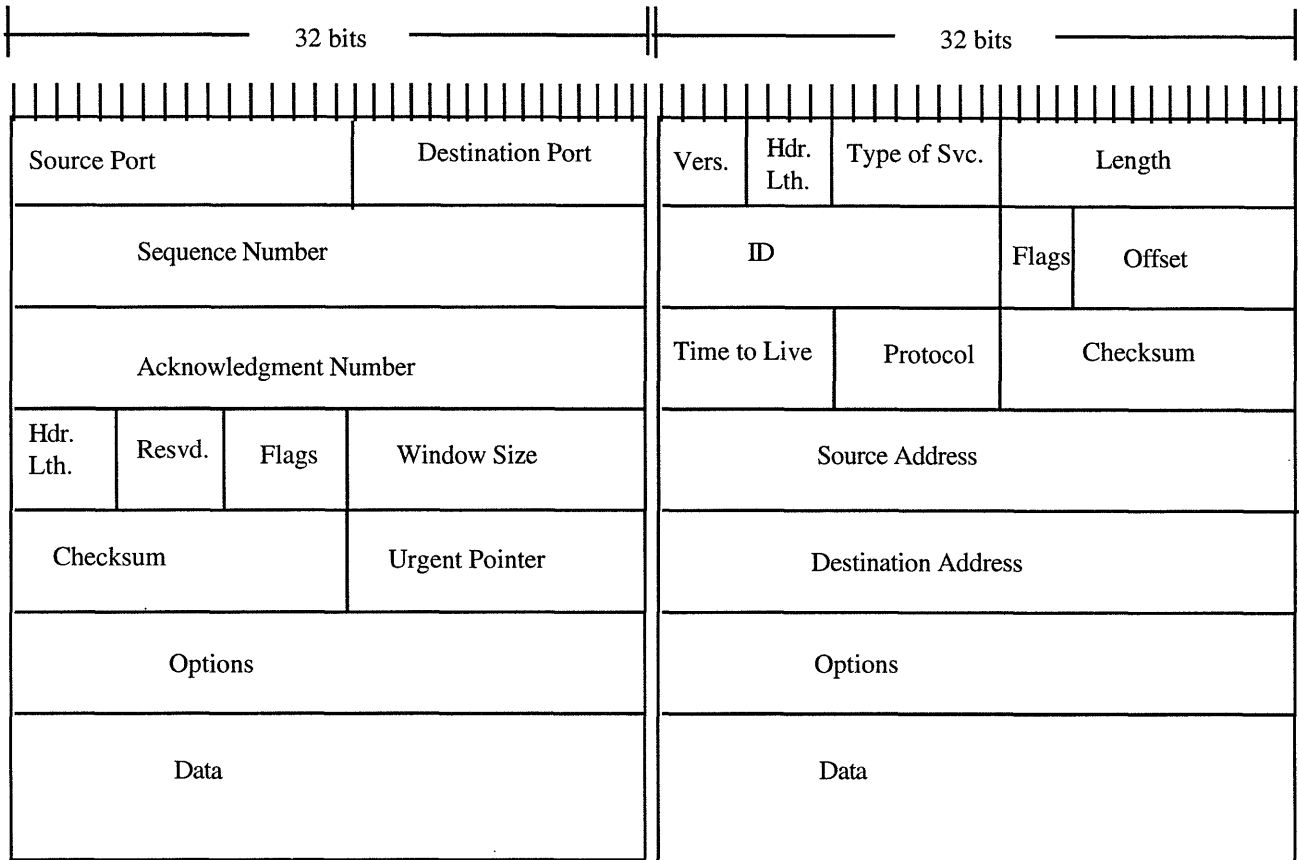 32 bits
Source Port
Destination Port
Sequence Number
Acknowledgment Number
Hdr.
Lth.
Resvd.
Flags
Window Size
Checksum
Urgent Pointer
Options
Data
32 bits
Vers.
Hdr.
Lth.
Type of Svc.
Length
ID
Flags
Offset
Time to Live
Protocol
Checksum
Source Address
Destination Address
Options
Data